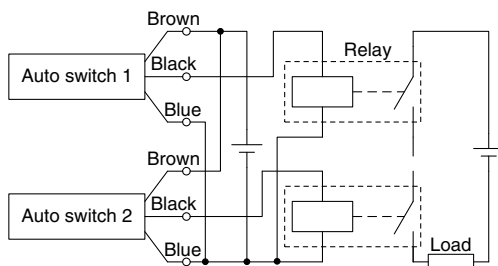 Brown
Relay
Auto switch 1
Black
Blue
Brown
Auto switch 2
Black
Blue
Load